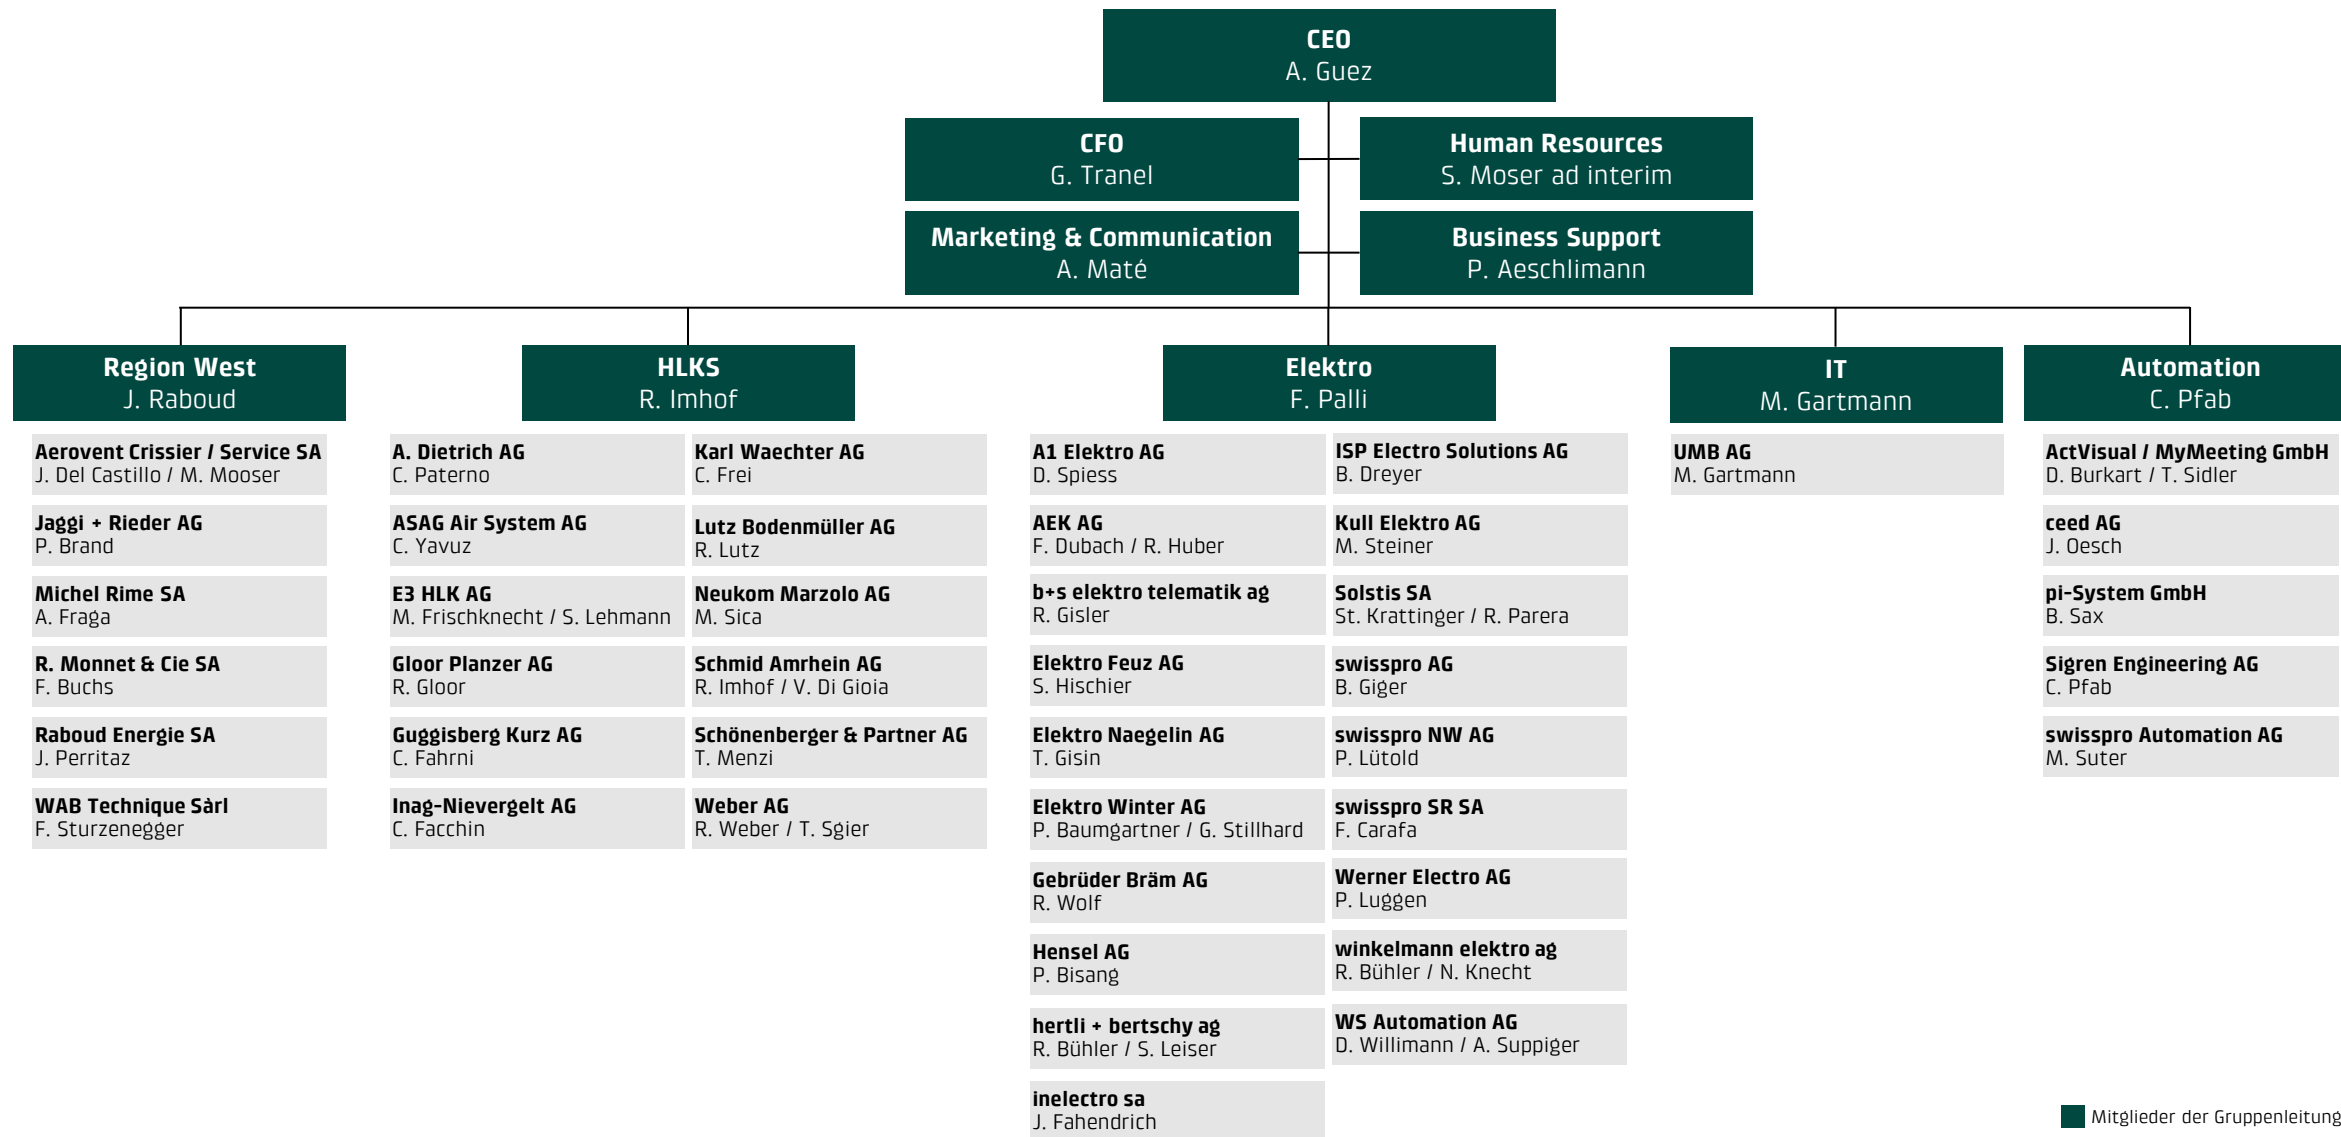 CEO
A. Guez
CFO
G. Tranel
Human Resources
S. Moser ad interim
Marketing & Communication
A. Maté
Business Support
P. Aeschlimann
Region West
J. Raboud
HLKS
R. Imhof
Elektro
F. Palli
IT
M. Gartmann
Automation
C. Pfab
Aerovent Crissier / Service SA
J. Del Castillo / M. Mooser
Jaggi + Rieder AG
P. Brand
Michel Rime SA
A. Fraga
R. Monnet & Cie SA
F. Buchs
Raboud Energie SA
J. Perritaz
WAB Technique Sàrl
F. Sturzenegger
A. Dietrich AG
C. Paterno
ASAG Air System AG
C. Yavuz
E3 HLK AG
M. Frischknecht / S. Lehmann
Gloor Planzer AG
R. Gloor
Guggisberg Kurz AG
C. Fahrni
Inag-Nievergelt AG
C. Facchin
Karl Waechter AG
C. Frei
Lutz Bodenmüller AG
R. Lutz
Neukom Marzolo AG
M. Sica
Schmid Amrhein AG
R. Imhof / V. Di Gioia
Schönenberger & Partner AG
T. Menzi
Weber AG
R. Weber / T. Sgier
A1 Elektro AG
D. Spiess
AEK AG
F. Dubach / R. Huber
b+s elektro telematik ag
R. Gisler
Elektro Feuz AG
S. Hischier
Elektro Naegelin AG
T. Gisin
Elektro Winter AG
P. Baumgartner / G. Stillhard
Gebrüder Bräm AG
R. Wolf
Hensel AG
P. Bisang
hertli + bertschy ag
R. Bühler / S. Leiser
inelectro sa
J. Fahendrich
ISP Electro Solutions AG
B. Dreyer
Kull Elektro AG
M. Steiner
Solstis SA
St. Krattinger / R. Parera
swisspro AG
B. Giger
swisspro NW AG
P. Lütold
swisspro SR SA
F. Carafa
Werner Electro AG
P. Luggen
winkelmann elektro ag
R. Bühler / N. Knecht
WS Automation AG
D. Willimann / A. Suppiger
UMB AG
M. Gartmann
ActVisual / MyMeeting GmbH
D. Burkart / T. Sidler
ceed AG
J. Oesch
pi-System GmbH
B. Sax
Sigren Engineering AG
C. Pfab
swisspro Automation AG
M. Suter
Mitglieder der Gruppenleitung